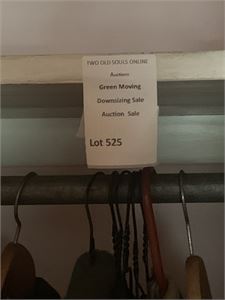 TWO OLD SOULS ONLINE
Auctions
Green Moving
Downsizing Sale
Auction Sale
Lot 525